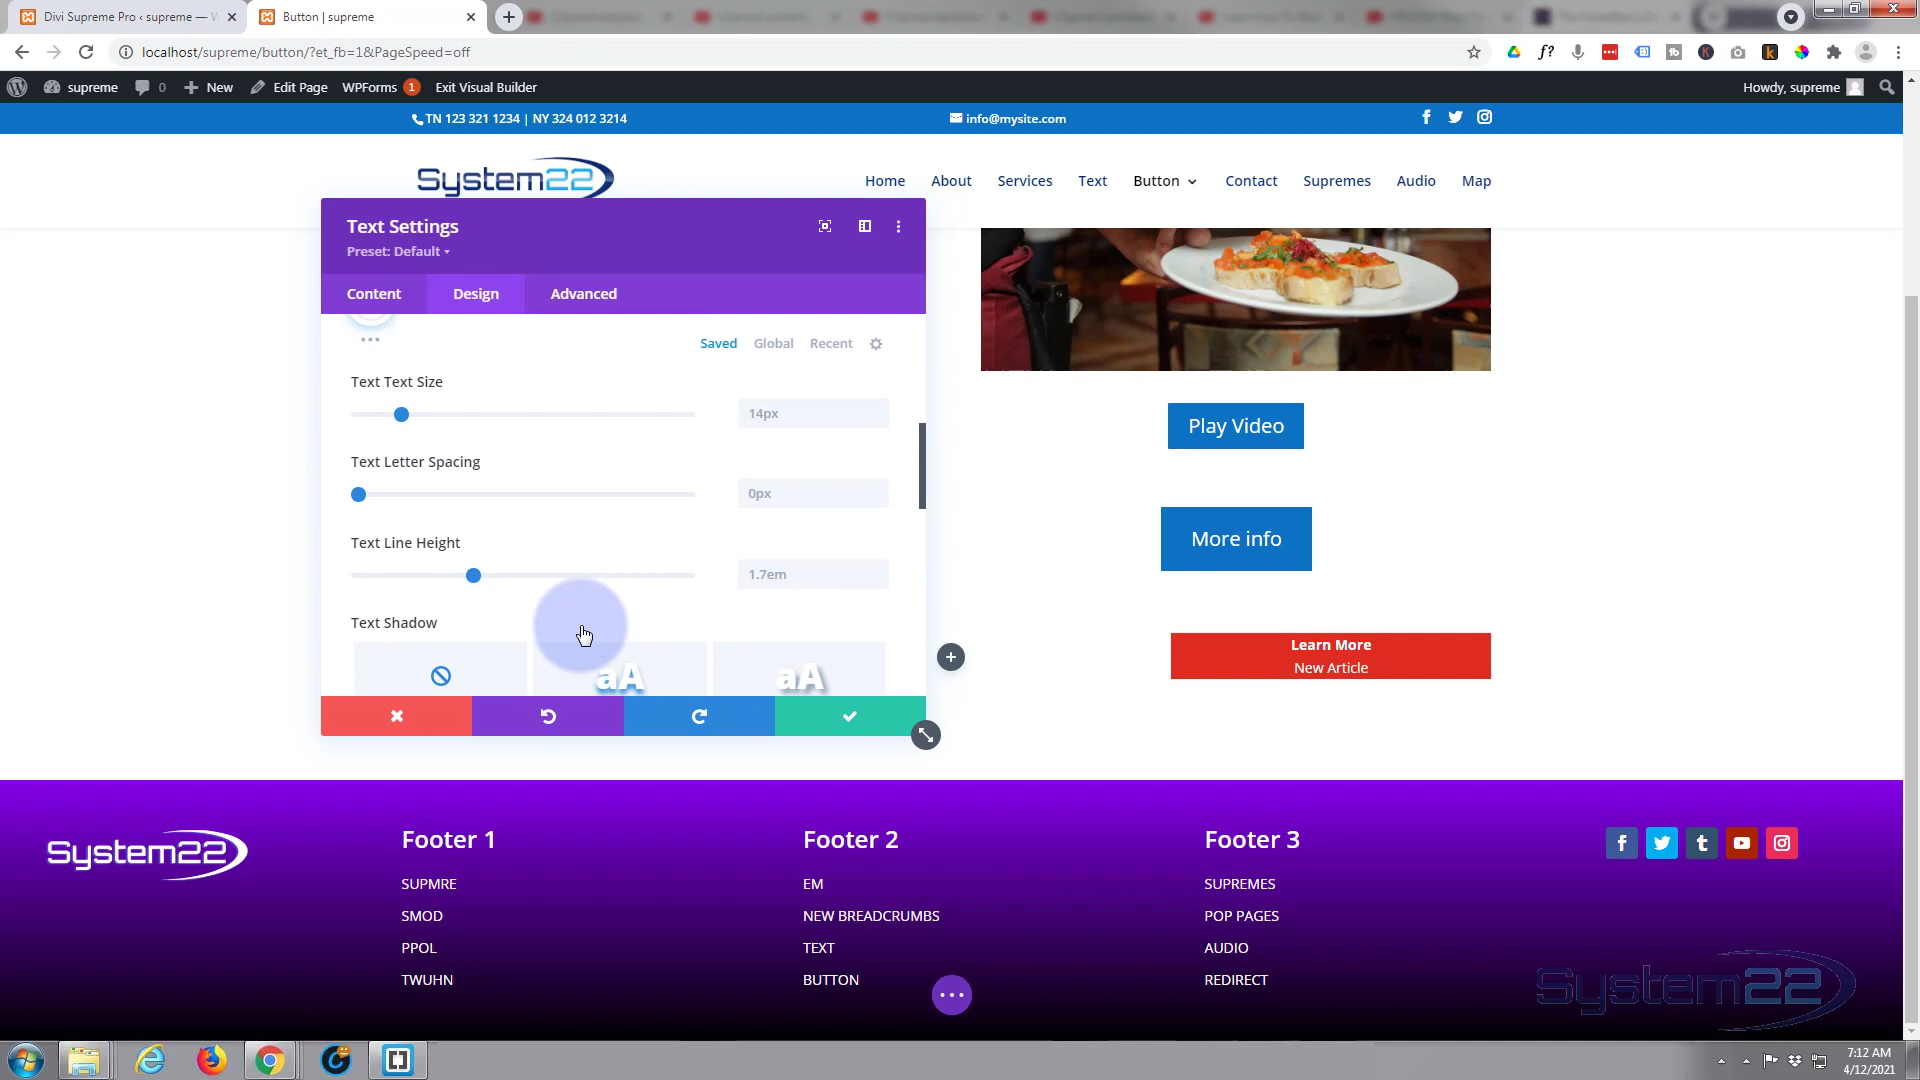 Divi Supreme Pro ‹ supreme —
Button | supreme
localhost/supreme/button/?et_fb=1&PageSpeed=off
supreme
0
New
Edit Page
WPForms 1
Exit Visual Builder
Howdy, supreme
TN 123 321 1234 | NY 324 012 3214
info@mysite.com
System22
Home
About
Services
Text
Button
Contact
Supremes
Audio
Map
Text Settings
Preset: Default
Content
Design
Advanced
Saved
Global
Recent
Text Text Size
14px
Text Letter Spacing
0px
Text Line Height
1.7em
Text Shadow
aA
aA
Play Video
More info
Learn More
New Article
System22
Footer 1
SUPMRE
SMOD
PPOL
TWUHN
Footer 2
EM
NEW BREADCRUMBS
TEXT
BUTTON
Footer 3
SUPREMES
POP PAGES
AUDIO
REDIRECT
System22
7:12 AM
4/12/2021